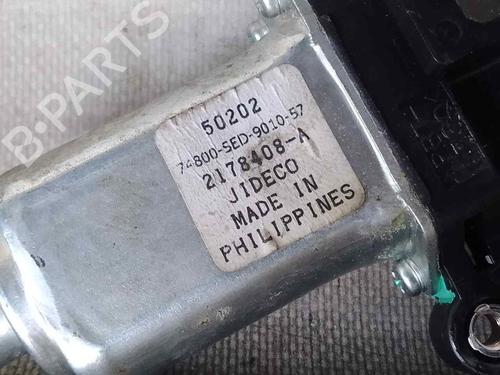 B-PARTS
50202
74800-SED-9010-57
2178408-A
JIDECO
MADE IN
PHILIPPINES